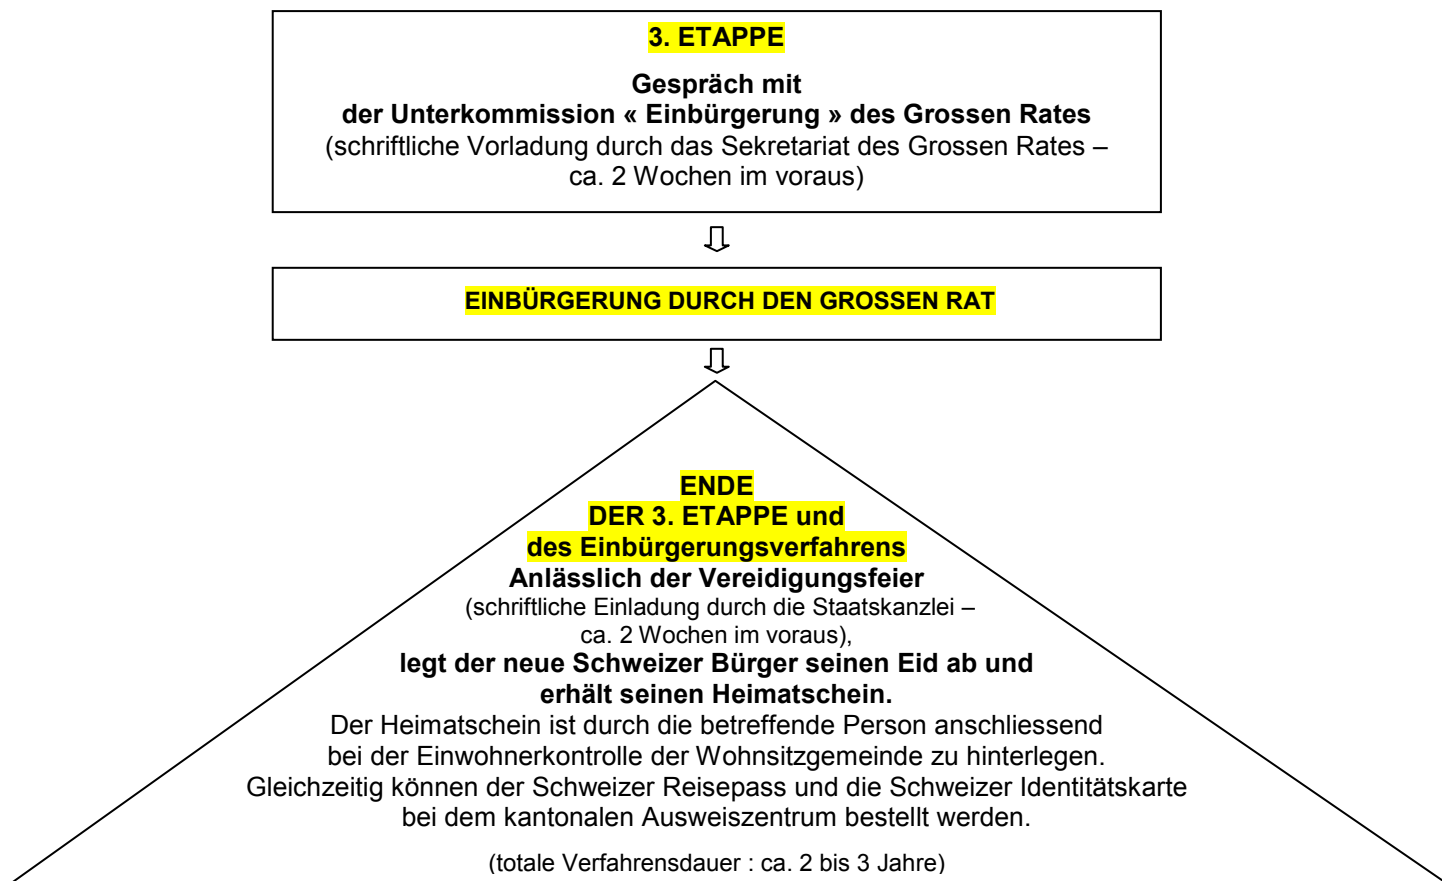 3. ETAPPE
Gespräch mit
der Unterkommission « Einbürgerung » des Grossen Rates
(schriftliche Vorladung durch das Sekretariat des Grossen Rates –
ca. 2 Wochen im voraus)
EINBÜRGERUNG DURCH DEN GROSSEN RAT
ENDE
DER 3. ETAPPE und
des Einbürgerungsverfahrens
Anlässlich der Vereidigungsfeier
(schriftliche Einladung durch die Staatskanzlei –
ca. 2 Wochen im voraus),
legt der neue Schweizer Bürger seinen Eid ab und
erhält seinen Heimatschein.
Der Heimatschein ist durch die betreffende Person anschliessend
bei der Einwohnerkontrolle der Wohnsitzgemeinde zu hinterlegen.
Gleichzeitig können der Schweizer Reisepass und die Schweizer Identitätskarte
bei dem kantonalen Ausweiszentrum bestellt werden.
(totale Verfahrensdauer : ca. 2 bis 3 Jahre)